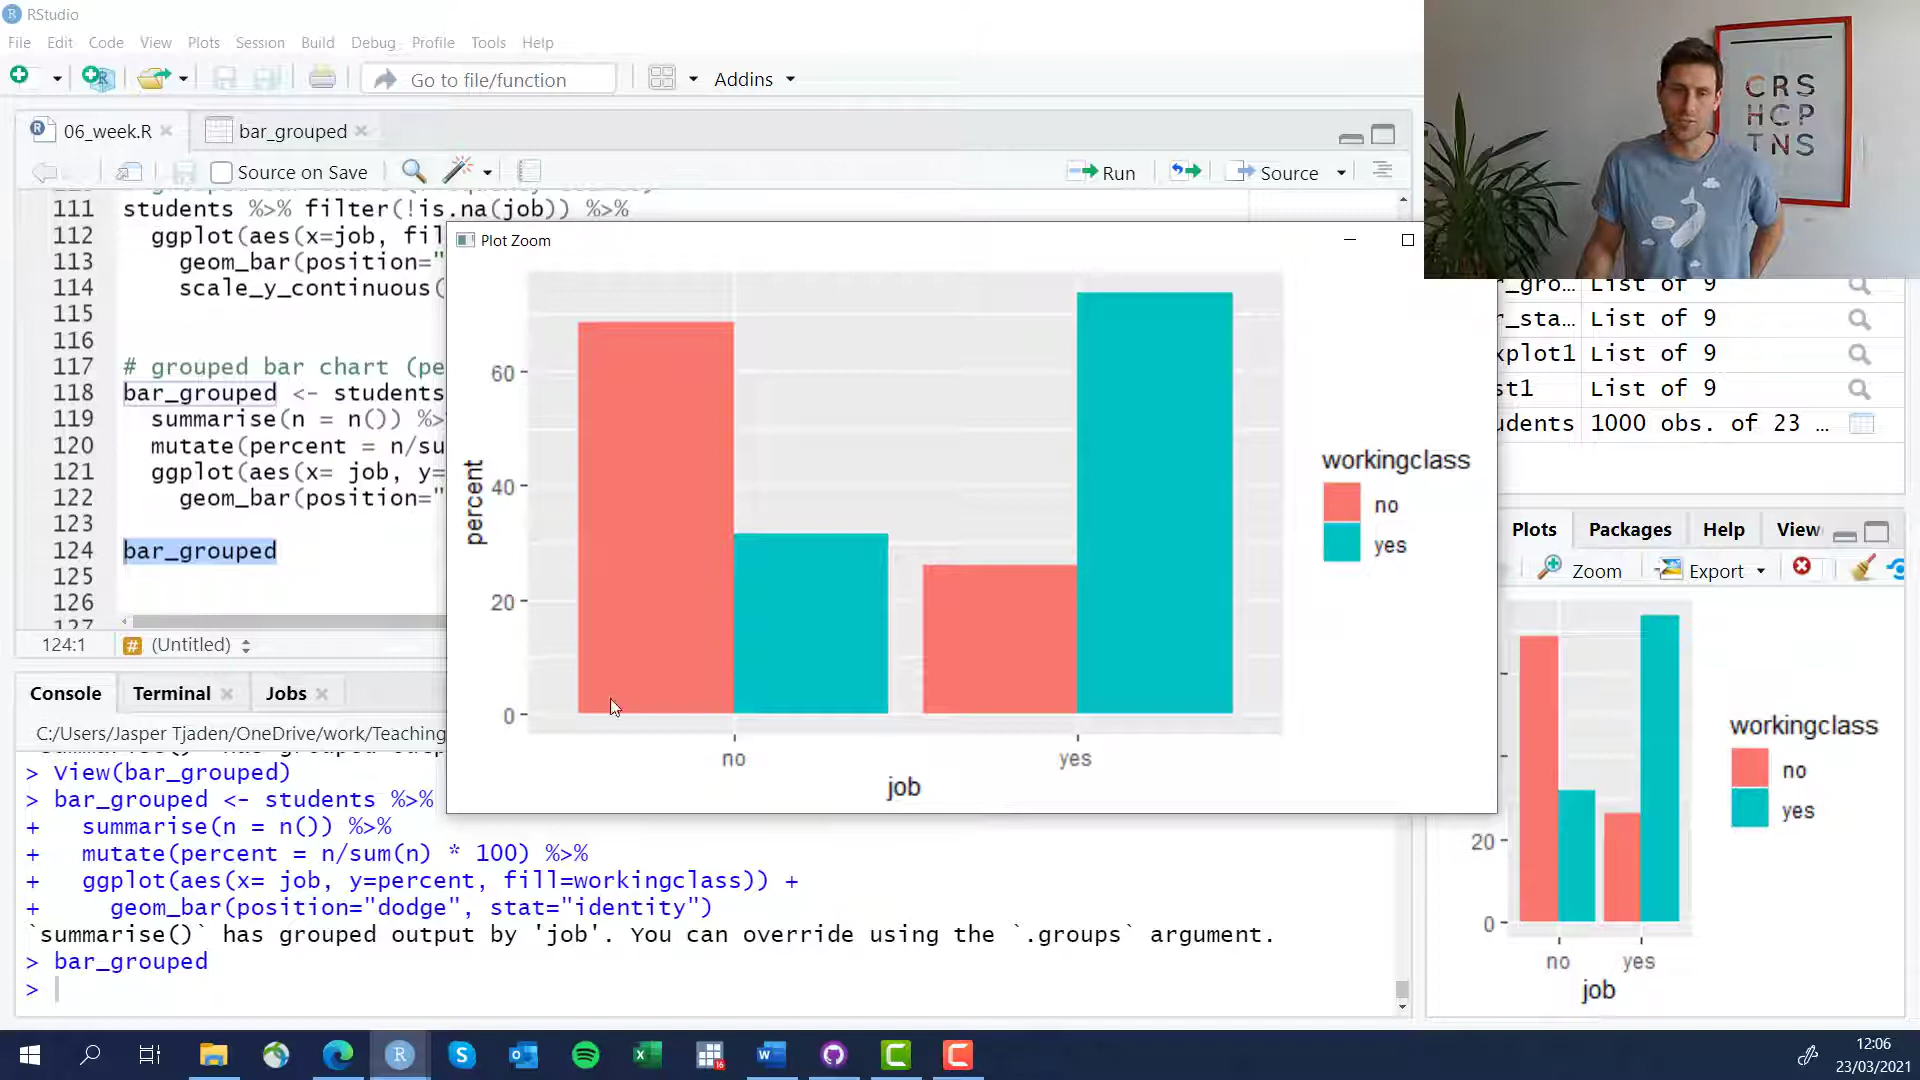 RStudio
File Edit Code View Plots Session Build Debug Profile Tools Help
Go to file/function
Addins
06_week.R
bar_grouped
Source on Save
Run
Source
111 students %>% filter(!is.na(job)) %>%
112 ggplot(aes(x=job, fil
113 geom_bar(position="
114 scale_y_continuous(
115
116
117 # grouped bar chart (pe
118 bar_grouped <- students
119 summarise(n = n()) %>
120 mutate(percent = n/su
121 ggplot(aes(x= job, y=
122 geom_bar(position="
123
124 bar_grouped
125
126
127
124:1 (Untitled)
Console Terminal Jobs
C:/Users/Jasper Tjaden/OneDrive/work/Teaching
> View(bar_grouped)
> bar_grouped <- students %>%
+ summarise(n = n()) %>%
+ mutate(percent = n/sum(n) * 100) %>%
+ ggplot(aes(x= job, y=percent, fill=workingclass)) +
+ geom_bar(position="dodge", stat="identity")
`summarise()` has grouped output by 'job'. You can override using the `.groups` argument.
> bar_grouped
>
Plot Zoom
percent
60
40
20
0
no
yes
job
workingclass
no
yes
CRS
HCP
TNS
r_gro… List of 9
r_sta… List of 9
xplot1 List of 9
st1 List of 9
udents 1000 obs. of 23 …
Plots Packages Help View
Zoom Export
20
0
no
yes
job
workingclass
no
yes
12:06
23/03/2021